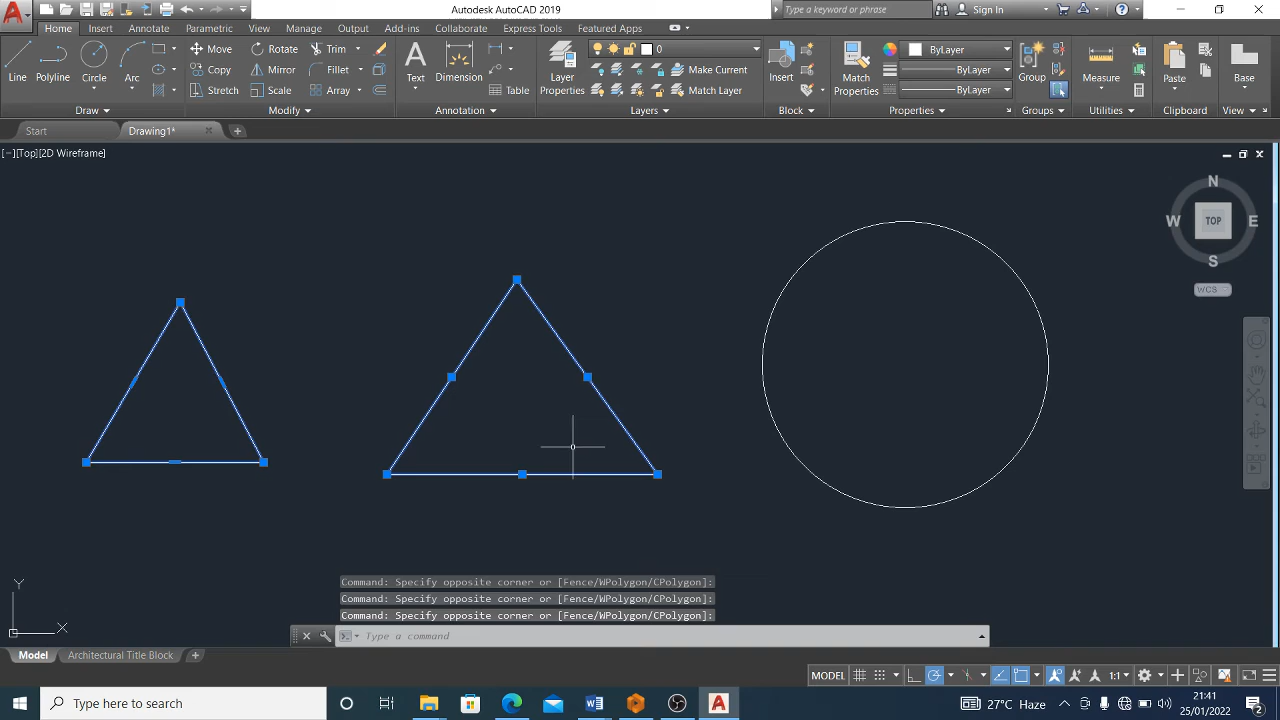 Autodesk AutoCAD 2019
Type a keyword or phrase
Sign In
Home Insert Annotate Parametric View Manage Output Add-ins Collaborate Express Tools Featured Apps
Line Polyline Circle Arc
Move Rotate Trim
Copy Mirror Fillet
Stretch Scale Array
Text Dimension Table
Layer Properties
0
Make Current
Match Layer
Insert
Match Properties
ByLayer
ByLayer
ByLayer
Group
Measure
Paste
Base
Draw Modify Annotation Layers Block Properties Groups Utilities Clipboard View
Start Drawing1*
[−][Top][2D Wireframe]
N
W TOP E
S
WCS
Y
X
Command: Specify opposite corner or [Fence/WPolygon/CPolygon]:
Command: Specify opposite corner or [Fence/WPolygon/CPolygon]:
Command: Specify opposite corner or [Fence/WPolygon/CPolygon]:
Type a command
Model Architectural Title Block
MODEL 1:1
Type here to search
27°C Haze
21:41
25/01/2022
2